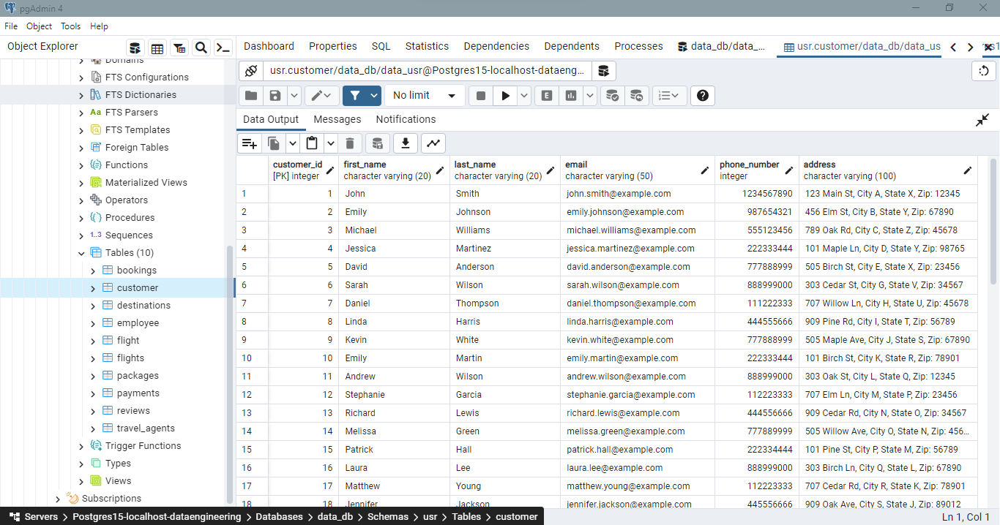 pgAdmin 4
File Object Tools Help
Object Explorer
Dashboard Properties SQL Statistics Dependencies Dependents Processes data_db/data_... usr.customer/data_db/data_us
Domains
FTS Configurations
FTS Dictionaries
FTS Parsers
FTS Templates
Foreign Tables
Functions
Materialized Views
Operators
Procedures
1..3 Sequences
Tables (10)
bookings
customer
destinations
employee
flight
flights
packages
payments
reviews
travel_agents
Trigger Functions
Types
Views
Subscriptions
usr.customer/data_db/data_usr@Postgres15-localhost-dataeng...
No limit
Data Output Messages Notifications
customer_id first_name last_name email phone_number address
[PK] integer character varying (20) character varying (20) character varying (50) integer character varying (100)
1 1 John Smith john.smith@example.com 1234567890 123 Main St, City A, State X, Zip: 12345
2 2 Emily Johnson emily.johnson@example.com 987654321 456 Elm St, City B, State Y, Zip: 67890
3 3 Michael Williams michael.williams@example.com 555123456 789 Oak Rd, City C, State Z, Zip: 45678
4 4 Jessica Martinez jessica.martinez@example.com 222333444 101 Maple Ln, City D, State Y, Zip: 98765
5 5 David Anderson david.anderson@example.com 777888999 505 Birch St, City E, State X, Zip: 23456
6 6 Sarah Wilson sarah.wilson@example.com 888999000 303 Cedar St, City G, State V, Zip: 34567
7 7 Daniel Thompson daniel.thompson@example.com 111222333 707 Willow Ln, City H, State U, Zip: 45678
8 8 Linda Harris linda.harris@example.com 444555666 909 Pine Rd, City I, State T, Zip: 56789
9 9 Kevin White kevin.white@example.com 777888999 505 Maple Ave, City J, State S, Zip: 67890
10 10 Emily Martin emily.martin@example.com 222333444 101 Birch St, City K, State R, Zip: 78901
11 11 Andrew Wilson andrew.wilson@example.com 888999000 303 Oak St, City L, State Q, Zip: 12345
12 12 Stephanie Garcia stephanie.garcia@example.com 112223333 707 Elm Ln, City M, State P, Zip: 23456
13 13 Richard Lewis richard.lewis@example.com 444556666 909 Cedar Rd, City N, State O, Zip: 34567
14 14 Melissa Green melissa.green@example.com 777889999 505 Willow Ave, City O, State N, Zip: 456...
15 15 Patrick Hall patrick.hall@example.com 222334444 101 Pine St, City P, State M, Zip: 56789
16 16 Laura Lee laura.lee@example.com 888999000 303 Birch Ln, City Q, State L, Zip: 67890
17 17 Matthew Young matthew.young@example.com 112223333 707 Cedar Rd, City R, State K, Zip: 78901
18 18 Jennifer Jackson jennifer.jackson@example.com 445556666 909 Oak Ave, City S, State J, Zip: 89012
Servers > Postgres15-localhost-dataengineering > Databases > data_db > Schemas > usr > Tables > customer
Ln 1, Col 1